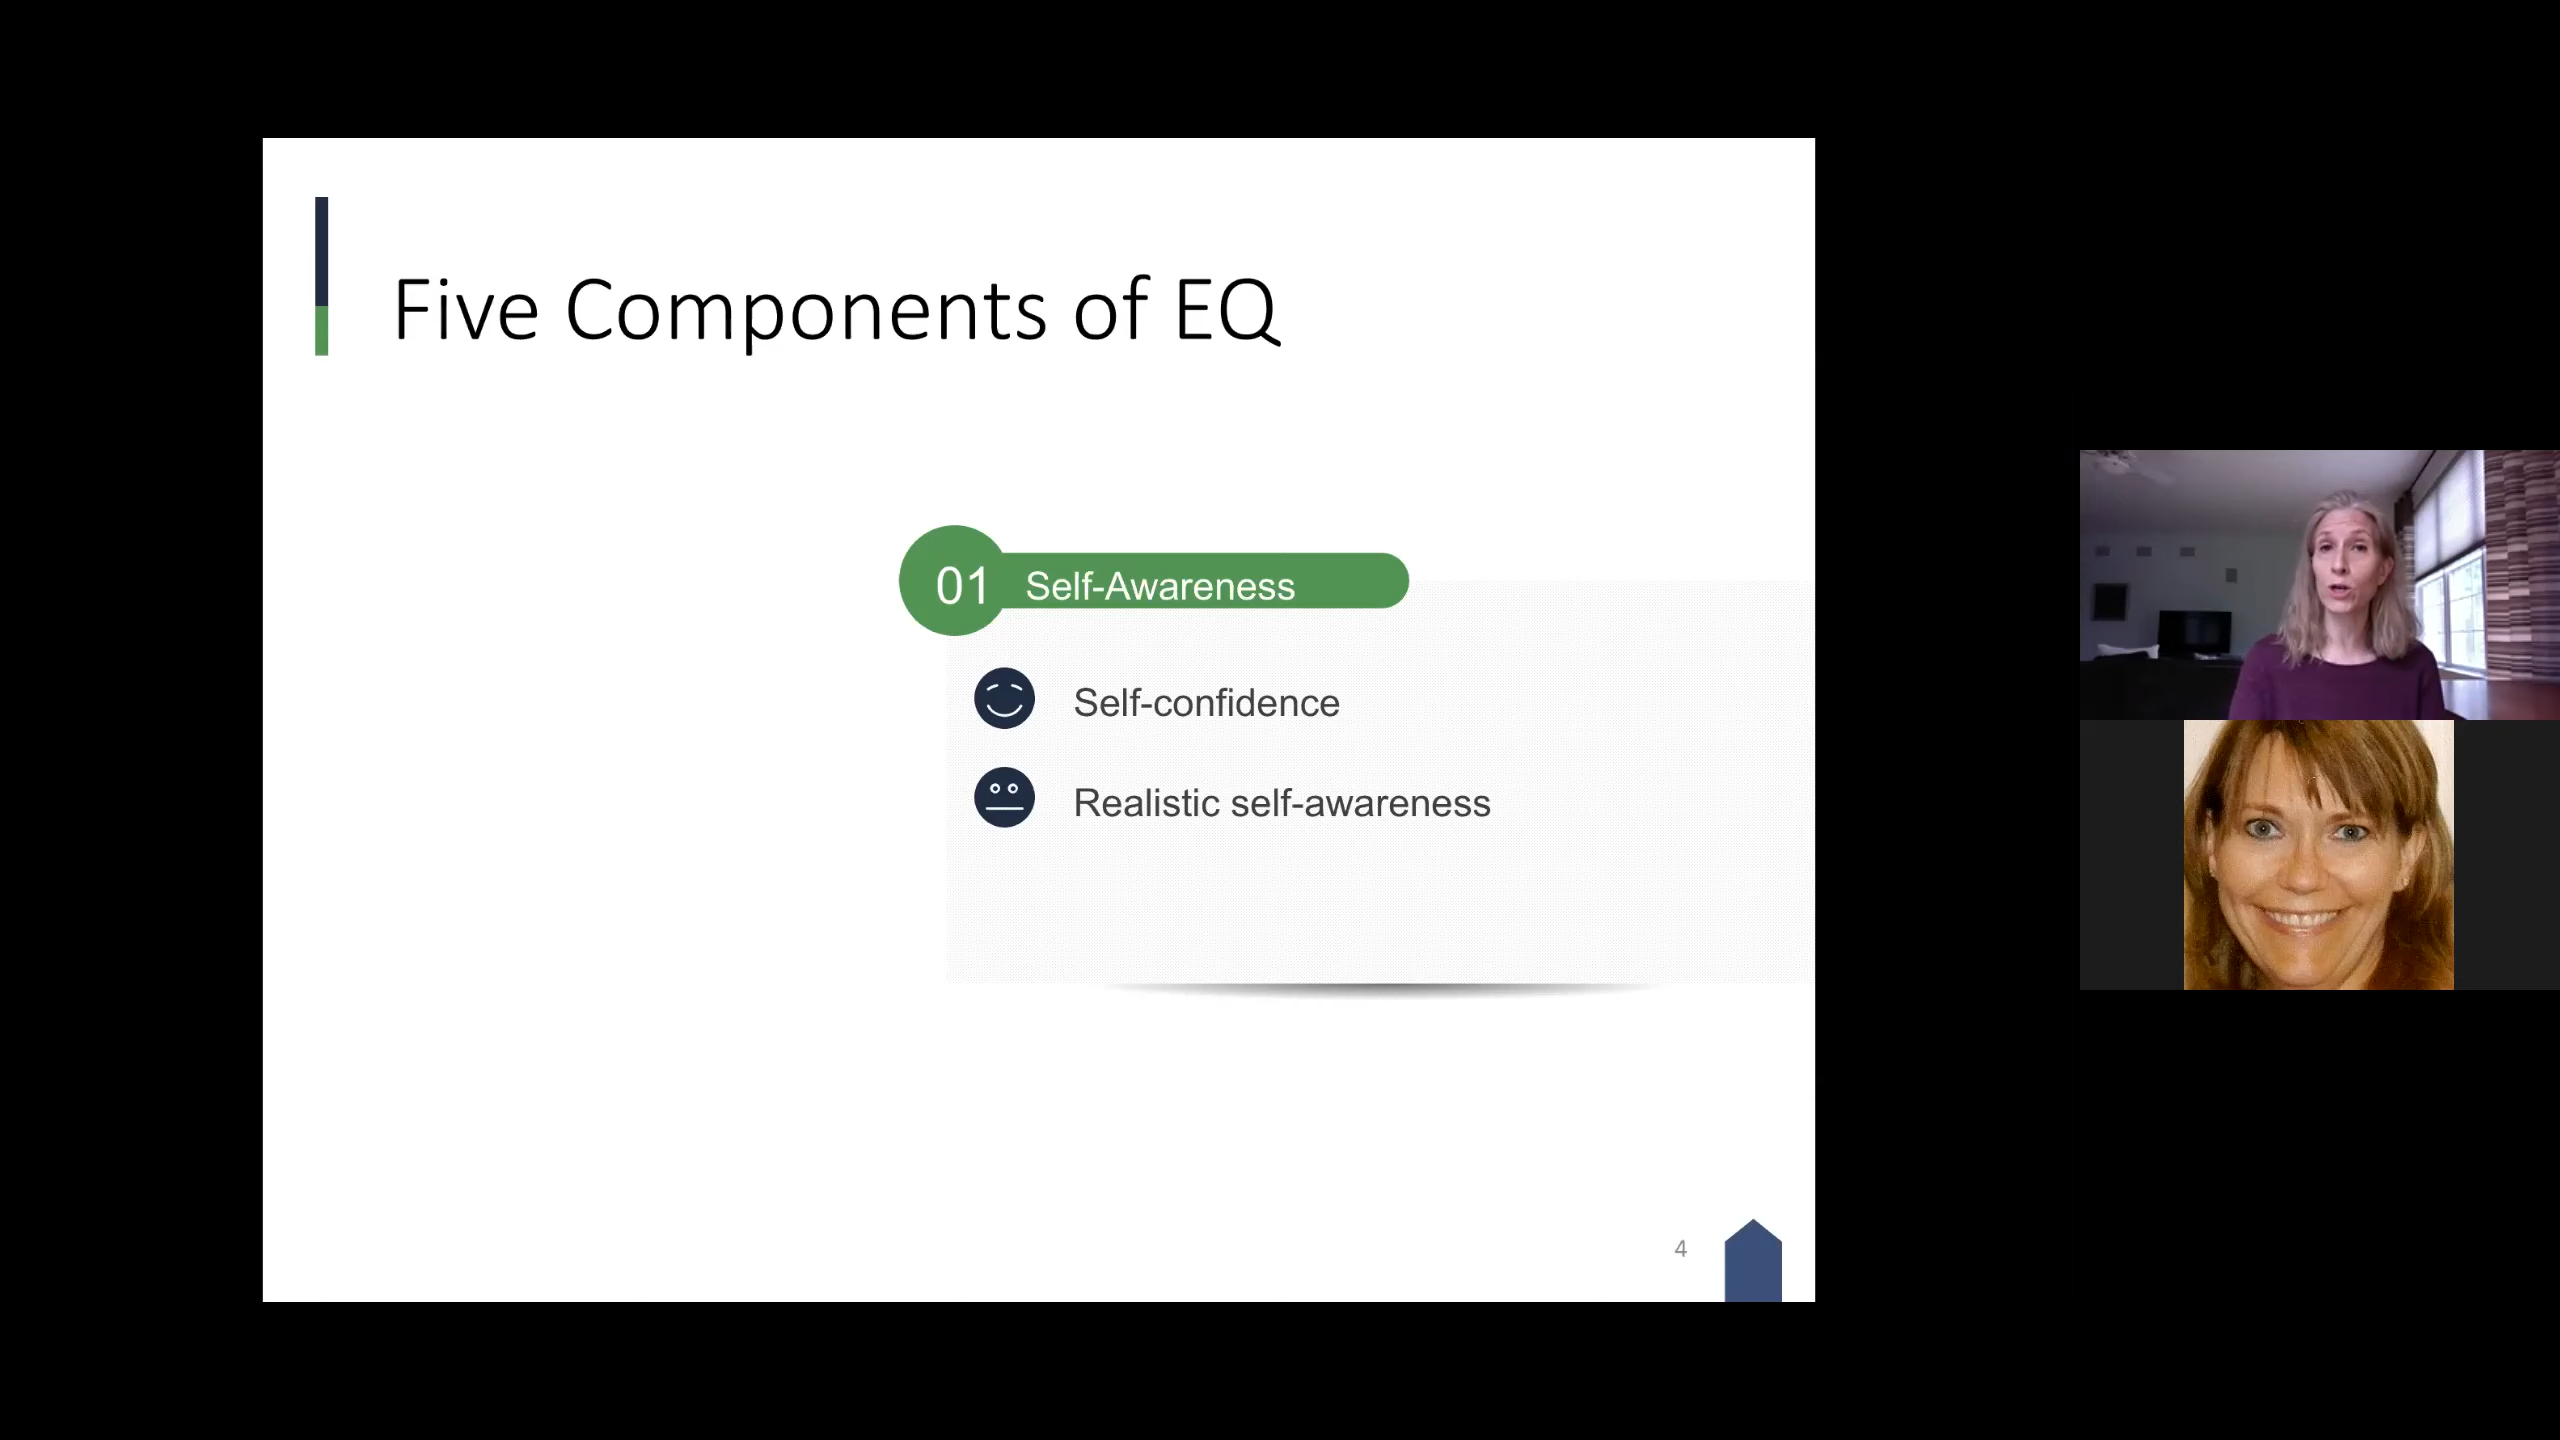 Five Components of EQ
01 Self-Awareness
Self-confidence
Realistic self-awareness
4